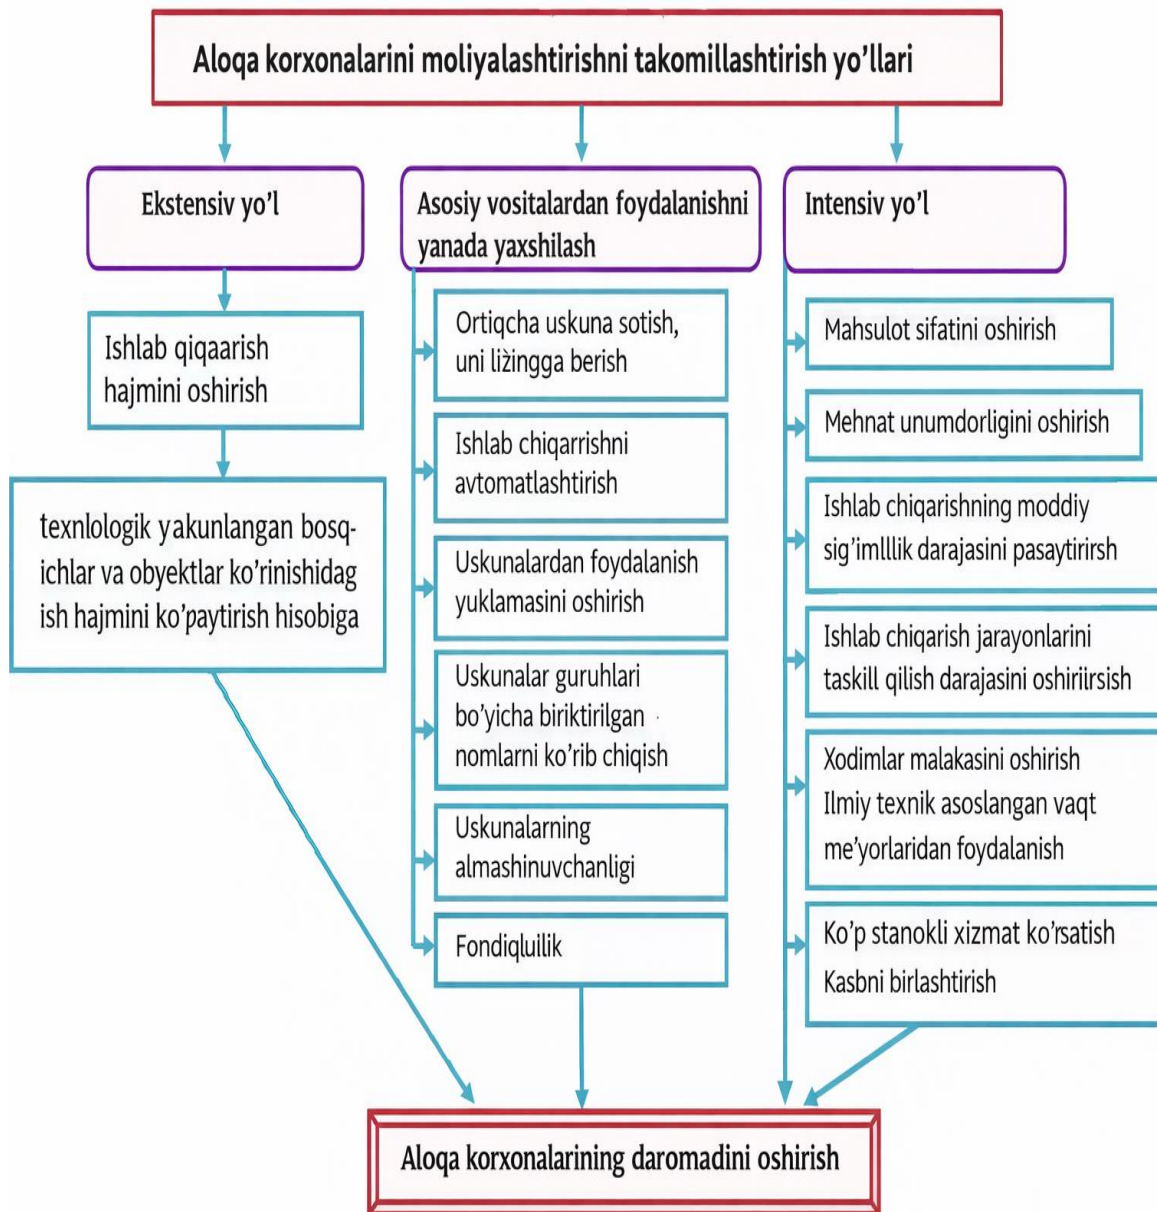 Aloqa korxonalarini moliyalashtirishni takomillashtirish yo'llari
Ekstensiv yo'l
Ishlab qiqaarish
hajmini oshirish
texnlologik yakunlangan bosq-
ichlar va obyektlar ko'rinishidag
ish hajmini ko'paytirish hisobiga
Asosiy vositalardan foydalanishni
yanada yaxshilash
Ortiqcha uskuna sotish,
uni ližingga berish
Ishlab chiqarrishni
avtomatlashtirish
Uskunalardan foydalanish
yuklamasini oshirish
Uskunalar guruhlari
bo'yicha biriktirilgan
nomlarni ko'rib chiqish
Uskunalarning
almashinuvchanligi
Fondiqluilik
Intensiv yo'l
Mahsulot sifatini oshirish
Mehnat unumdorligini oshirish
Ishlab chiqarishning moddiy
sig'imlllik darajasini pasaytirirsh
Ishlab chiqarish jarayonlarini
taskill qilish darajasini oshiriirsish
Xodimlar malakasini oshirish
Ilmiy texnik asoslangan vaqt
me'yorlaridan foydalanish
Ko'p stanokli xizmat ko'rsatish
Kasbni birlashtirish
Aloqa korxonalarining daromadini oshirish